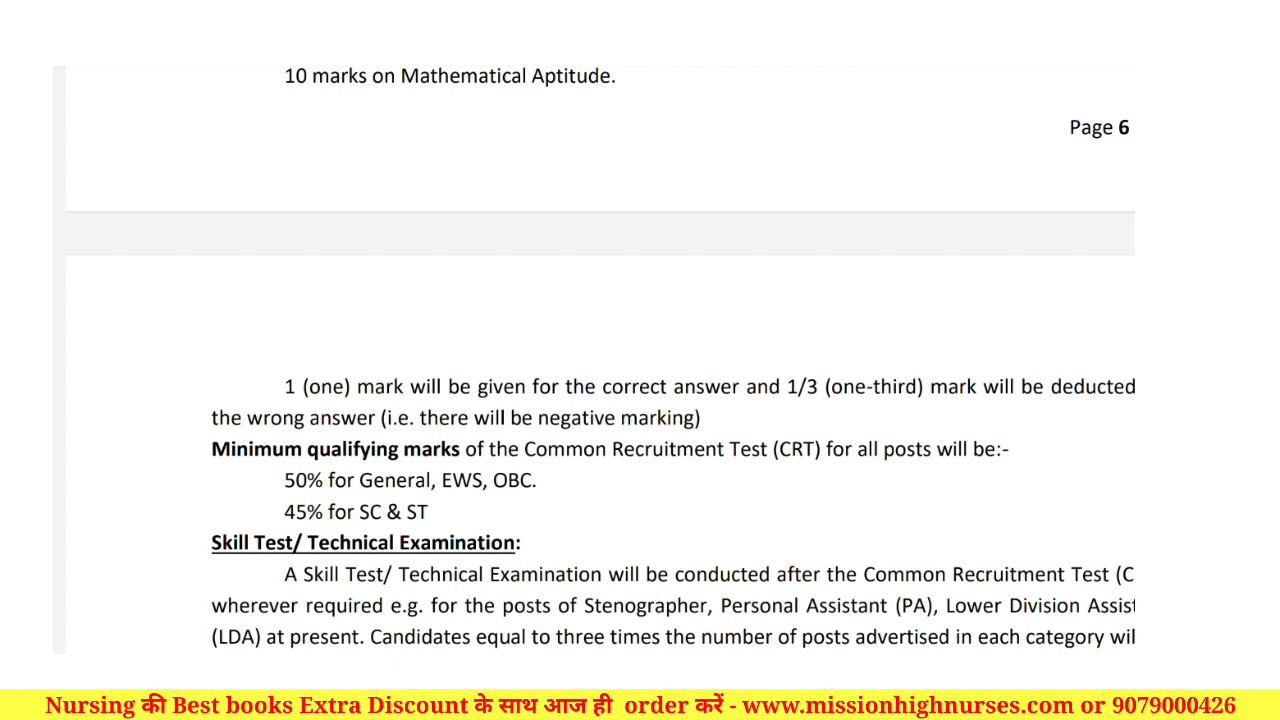 10 marks on Mathematical Aptitude.
Page 6
1 (one) mark will be given for the correct answer and 1/3 (one-third) mark will be deducted
the wrong answer (i.e. there will be negative marking)
Minimum qualifying marks of the Common Recruitment Test (CRT) for all posts will be:-
50% for General, EWS, OBC.
45% for SC & ST
Skill Test/ Technical Examination:
A Skill Test/ Technical Examination will be conducted after the Common Recruitment Test (C
wherever required e.g. for the posts of Stenographer, Personal Assistant (PA), Lower Division Assist
(LDA) at present. Candidates equal to three times the number of posts advertised in each category wil
Nursing की Best books Extra Discount के साथ आज ही order करें - www.missionhighnurses.com or 9079000426